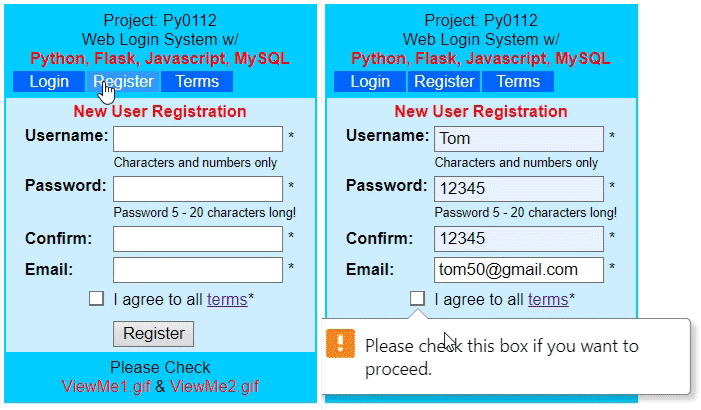 Project: Py0112
Web Login System w/
Python, Flask, Javascript, MySQL
Login Register Terms
New User Registration
Username: *
Characters and numbers only
Password: *
Password 5 - 20 characters long!
Confirm: *
Email: *
I agree to all terms*
Register
Please Check
ViewMe1.gif & ViewMe2.gif
Project: Py0112
Web Login System w/
Python, Flask, Javascript, MySQL
Login Register Terms
New User Registration
Username: Tom *
Characters and numbers only
Password: 12345 *
Password 5 - 20 characters long!
Confirm: 12345 *
Email: tom50@gmail.com *
I agree to all terms*
Please check this box if you want to
proceed.